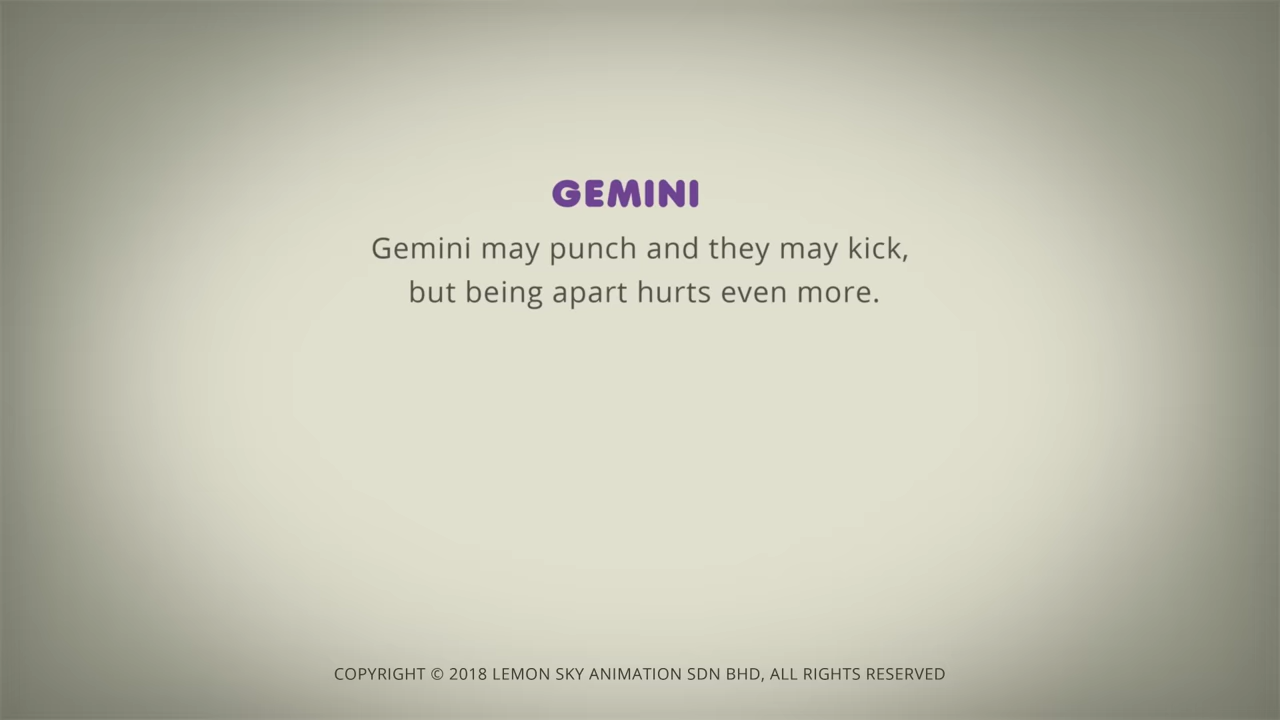 GEMINI
Gemini may punch and they may kick,
but being apart hurts even more.
COPYRIGHT © 2018 LEMON SKY ANIMATION SDN BHD, ALL RIGHTS RESERVED